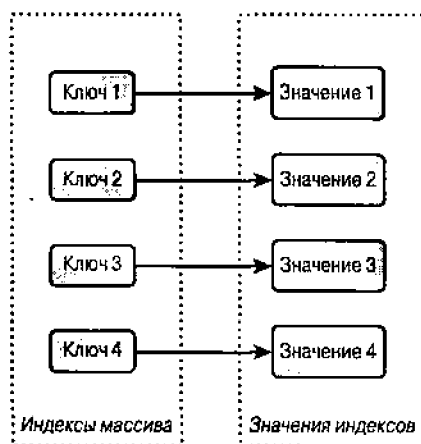 Ключ 1
Значение 1
Ключ 2
Значение 2
Ключ 3
Значение 3
Ключ 4
Значение 4
Индексы массива
Значения индексов